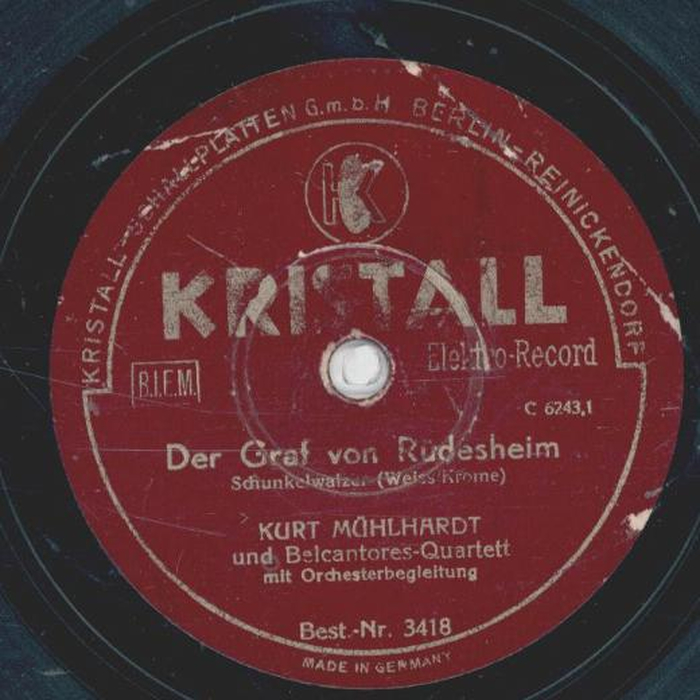 KRISTALL-SCHALLPLATTEN G.m.b.H BERLIN-REINICKENDORF
K
KRISTALL
Elektro-Record
B.I.E.M.
C 6243,1
Der Graf von Rüdesheim
Schunkelwalzer (Weiss-Krome)
KURT MÜHLHARDT
und Belcantores-Quartett
mit Orchesterbegleitung
Best.-Nr. 3418
MADE IN GERMANY